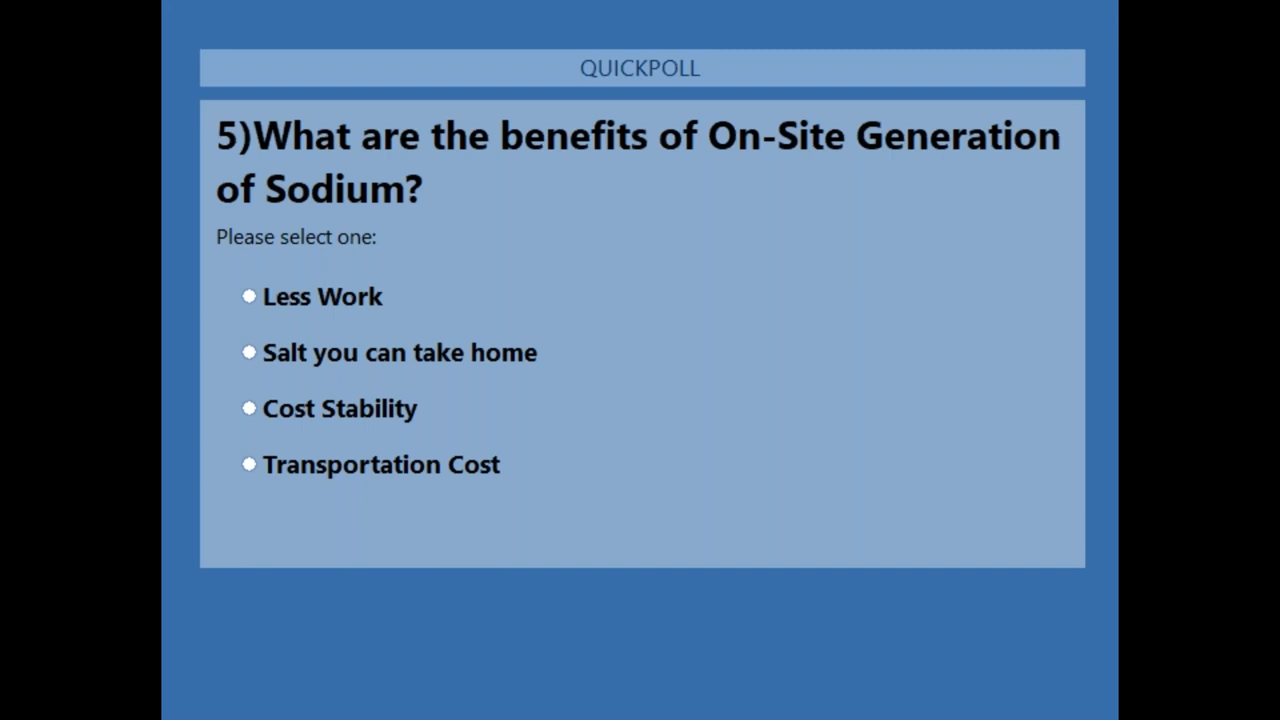 QUICKPOLL
5)What are the benefits of On-Site Generation
of Sodium?
Please select one:
Less Work
Salt you can take home
Cost Stability
Transportation Cost